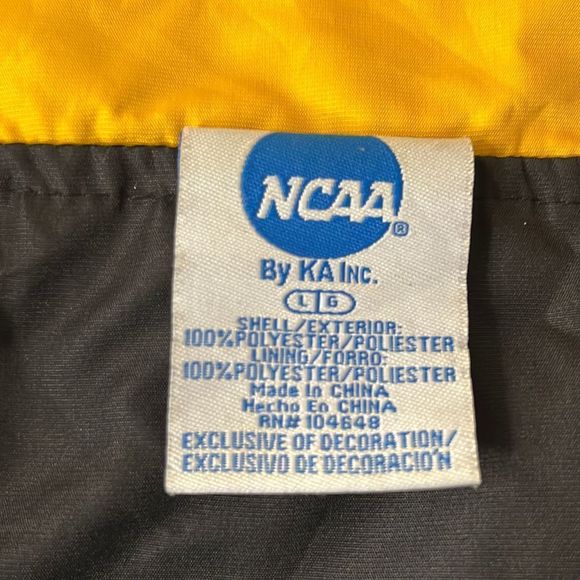 NCAA®
By KA Inc.
L G
SHELL/EXTERIOR:
100%POLYESTER/POLIESTER
LINING/FORRO:
100%POLYESTER/POLIESTER
Made in CHINA
Hecho En CHINA
RN# 104648
EXCLUSIVE OF DECORATION/
EXCLUSIVO DE DECORACIO'N